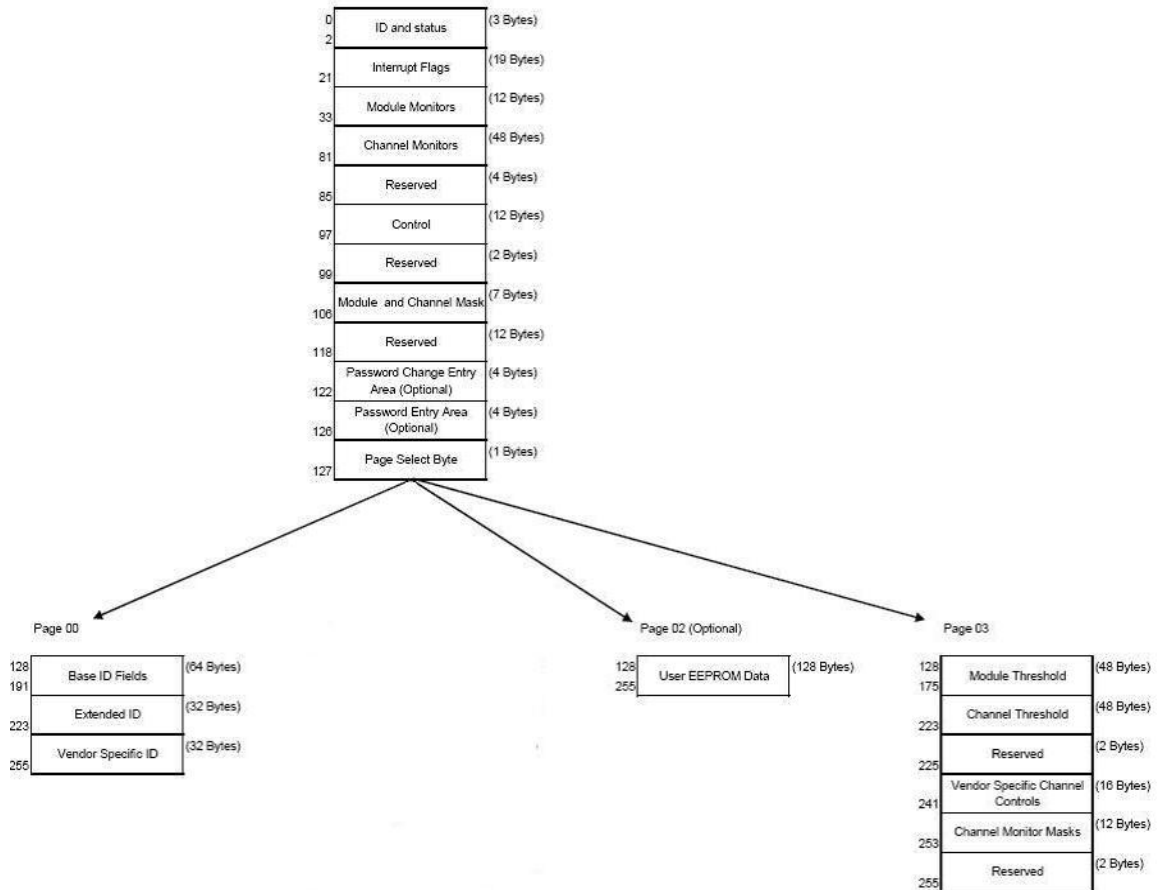 0
ID and status
(3 Bytes)
2
Interrupt Flags
(19 Bytes)
21
Module Monitors
(12 Bytes)
33
Channel Monitors
(48 Bytes)
81
Reserved
(4 Bytes)
85
Control
(12 Bytes)
97
Reserved
(2 Bytes)
99
Module and Channel Mask
(7 Bytes)
106
Reserved
(12 Bytes)
118
Password Change Entry
Area (Optional)
(4 Bytes)
122
Password Entry Area
(Optional)
(4 Bytes)
126
Page Select Byte
(1 Bytes)
127
Page 00
128
Base ID Fields
(64 Bytes)
191
Extended ID
(32 Bytes)
223
Vendor Specific ID
(32 Bytes)
255
Page 02 (Optional)
128
User EEPROM Data
(128 Bytes)
255
Page 03
128
Module Threshold
(48 Bytes)
175
Channel Threshold
(48 Bytes)
223
Reserved
(2 Bytes)
225
Vendor Specific Channel
Controls
(16 Bytes)
241
Channel Monitor Masks
(12 Bytes)
253
Reserved
(2 Bytes)
255